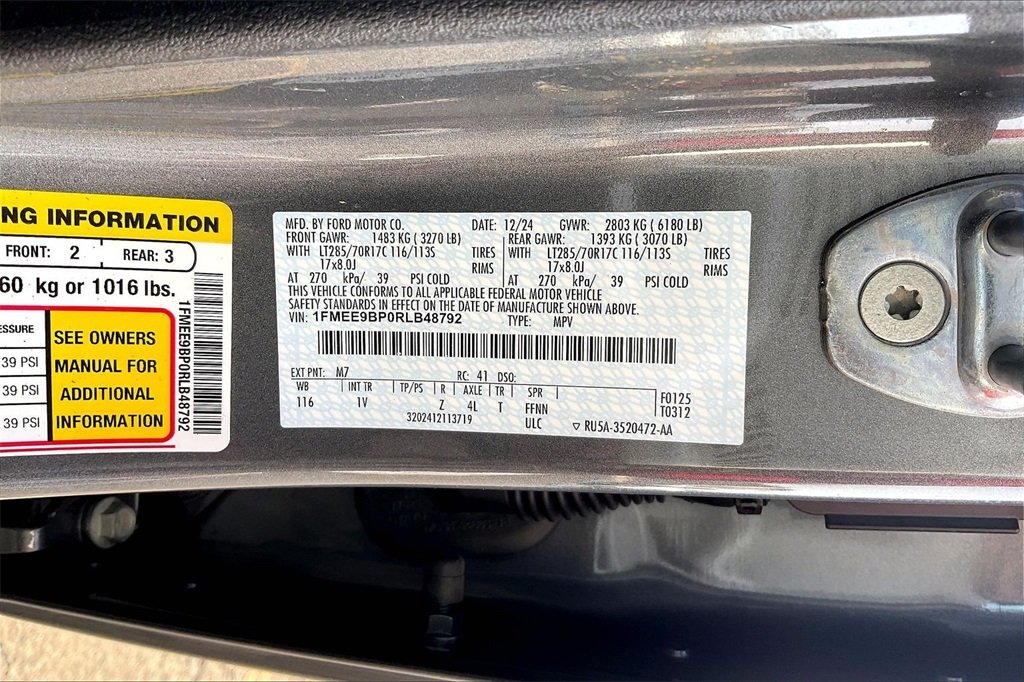 NG INFORMATION
FRONT: 2 REAR: 3
60 kg or 1016 lbs.
ESSURE
39 PSI
39 PSI
39 PSI
SEE OWNERS
MANUAL FOR
ADDITIONAL
INFORMATION
1FMEE9BP0RLB48792
MFD. BY FORD MOTOR CO. DATE: 12/24 GVWR: 2803 KG ( 6180 LB)
FRONT GAWR: 1483 KG ( 3270 LB) REAR GAWR: 1393 KG ( 3070 LB)
WITH LT285/70R17C 116/113S TIRES WITH LT285/70R17C 116/113S TIRES
17x8.0J RIMS 17x8.0J RIMS
AT 270 kPa/ 39 PSI COLD AT 270 kPa/ 39 PSI COLD
THIS VEHICLE CONFORMS TO ALL APPLICABLE FEDERAL MOTOR VEHICLE
SAFETY STANDARDS IN EFFECT ON THE DATE OF MANUFACTURE SHOWN ABOVE.
VIN: 1FMEE9BP0RLB48792 TYPE: MPV
EXT PNT: M7 RC: 41 DSO:
WB INT TR TP/PS R AXLE TR SPR
116 1V Z 4L T FFNN
F0125
T0312
3202412113719 ULC ▽ RU5A-3520472-AA